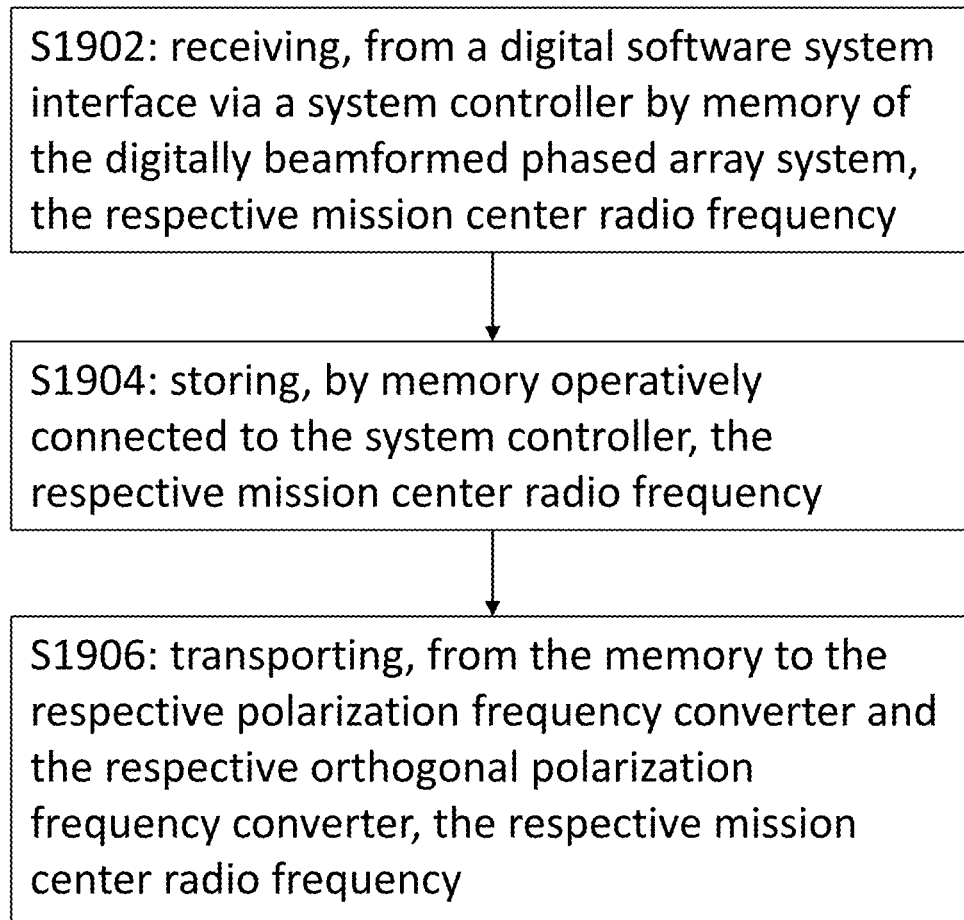 S1902: receiving, from a digital software system
interface via a system controller by memory of
the digitally beamformed phased array system,
the respective mission center radio frequency
S1904: storing, by memory operatively
connected to the system controller, the
respective mission center radio frequency
S1906: transporting, from the memory to the
respective polarization frequency converter and
the respective orthogonal polarization
frequency converter, the respective mission
center radio frequency